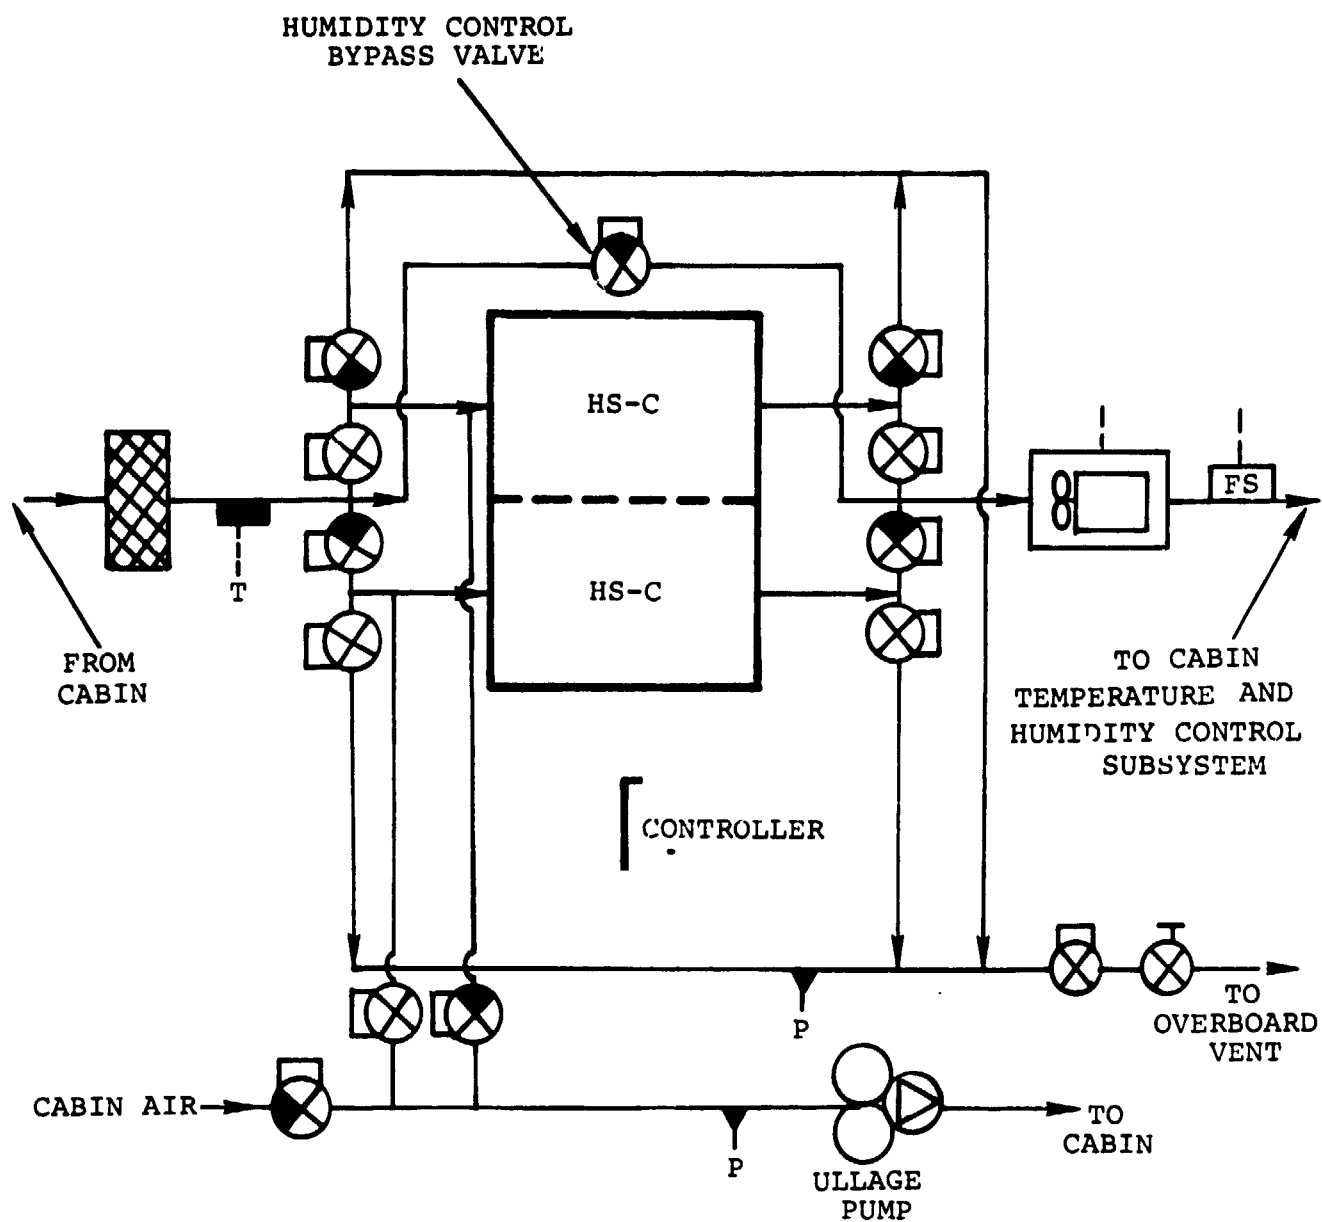 HUMIDITY CONTROL
BYPASS VALVE
HS-C
FS
T
HS-C
FROM
CABIN
TO CABIN
TEMPERATURE AND
HUMIDITY CONTROL
SUBSYSTEM
CONTROLLER
P
TO
OVERBOARD
VENT
CABIN AIR
TO
CABIN
P
ULLAGE
PUMP